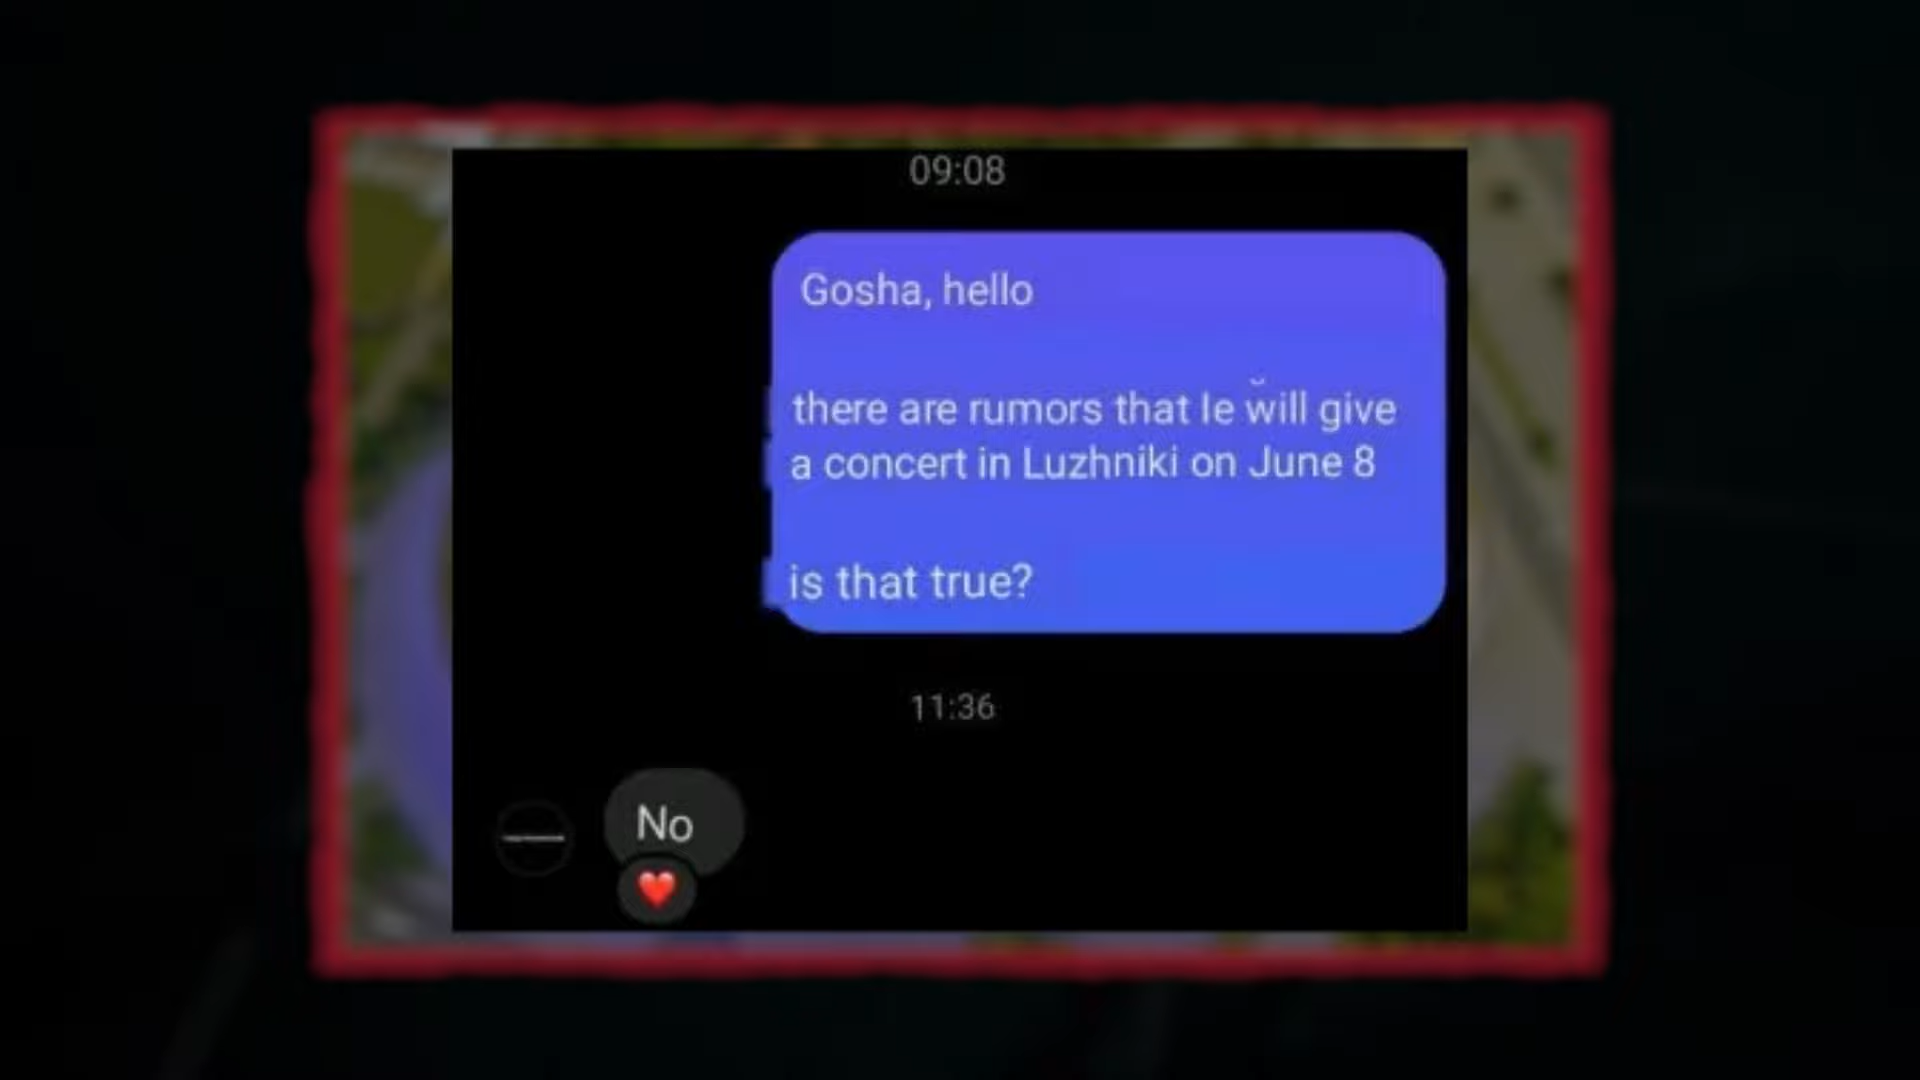 09:08
Gosha, hello
there are rumors that Ie will give
a concert in Luzhniki on June 8
is that true?
11:36
No